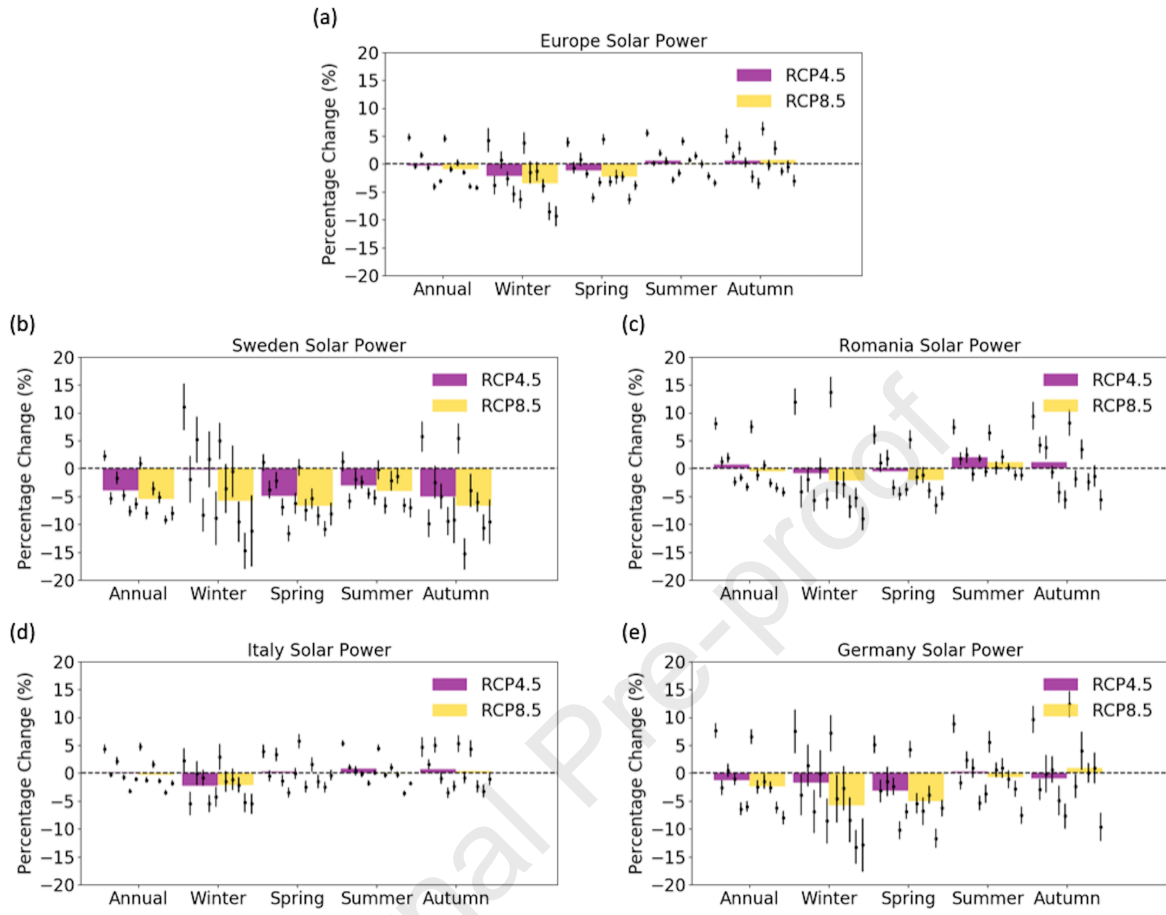 (a)
Europe Solar Power
Percentage Change (%)
20
15
10
5
0
−5
−10
−15
−20
RCP4.5
RCP8.5
Annual Winter Spring Summer Autumn
(b)
Sweden Solar Power
Percentage Change (%)
20
15
10
5
0
−5
−10
−15
−20
RCP4.5
RCP8.5
Annual Winter Spring Summer Autumn
(c)
Romania Solar Power
Percentage Change (%)
20
15
10
5
0
−5
−10
−15
−20
RCP4.5
RCP8.5
Annual Winter Spring Summer Autumn
(d)
Italy Solar Power
Percentage Change (%)
20
15
10
5
0
−5
−10
−15
−20
RCP4.5
RCP8.5
Annual Winter Spring Summer Autumn
(e)
Germany Solar Power
Percentage Change (%)
20
15
10
5
0
−5
−10
−15
−20
RCP4.5
RCP8.5
Annual Winter Spring Summer Autumn
nal Pre-proof